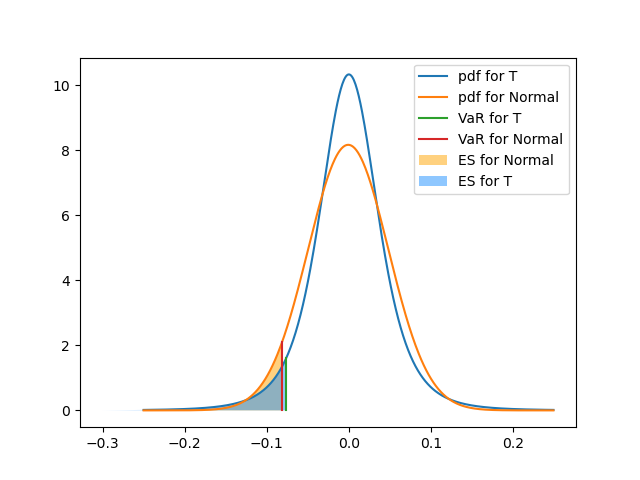 pdf for T
pdf for Normal
VaR for T
VaR for Normal
ES for Normal
ES for T
10
8
6
4
2
0
−0.3 −0.2 −0.1 0.0 0.1 0.2